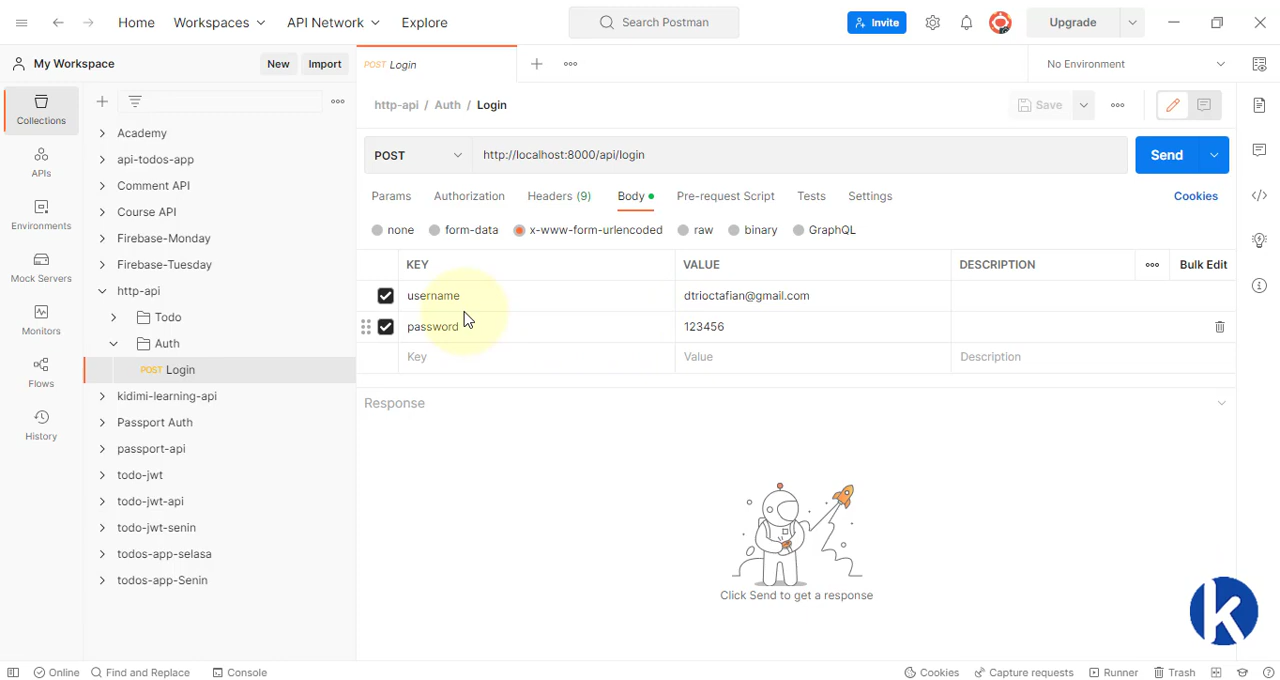 Home Workspaces API Network Explore Search Postman Invite Upgrade
My Workspace New Import POST Login No Environment
Collections
APIs
Environments
Mock Servers
Monitors
Flows
History
Academy
api-todos-app
Comment API
Course API
Firebase-Monday
Firebase-Tuesday
http-api
Todo
Auth
POST Login
kidimi-learning-api
Passport Auth
passport-api
todo-jwt
todo-jwt-api
todo-jwt-senin
todos-app-selasa
todos-app-Senin
http-api / Auth / Login Save
POST http://localhost:8000/api/login Send
Params Authorization Headers (9) Body Pre-request Script Tests Settings Cookies
none form-data x-www-form-urlencoded raw binary GraphQL
KEY VALUE DESCRIPTION Bulk Edit
username dtrioctafian@gmail.com
password 123456
Key Value Description
Response
Click Send to get a response
k
Online Find and Replace Console Cookies Capture requests Runner Trash